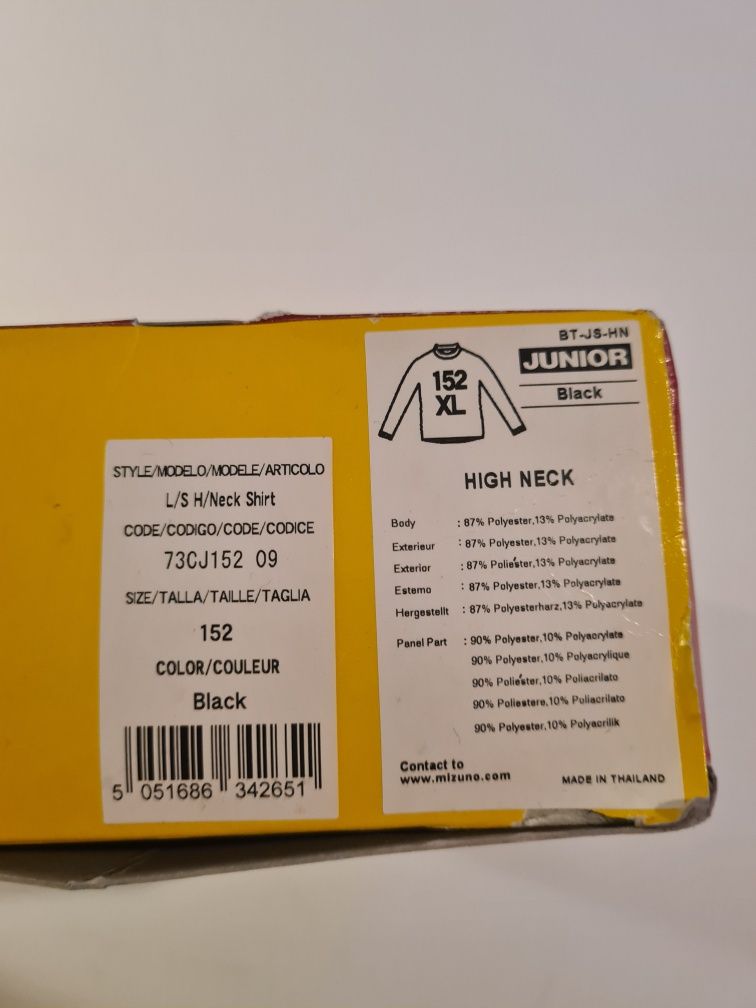 STYLE/MODELO/MODELE/ARTICOLO
L/S H/Neck Shirt
CODE/CODIGO/CODE/CODICE
73CJ152 09
SIZE/TALLA/TAILLE/TAGLIA
152
COLOR/COULEUR
Black
5 051686 342651
BT-JS-HN
JUNIOR
Black
152
XL
HIGH NECK
Body : 87% Polyester,13% Polyacrylate
Exterieur : 87% Polyester,13% Polyacrylate
Exterior : 87% Poliéster,13% Polyacrylate
Estemo : 87% Polyester,13% Polyacrylate
Hergestellt : 87% Polyesterharz,13% Polyacrylate
Panel Part : 90% Polyester,10% Polyacrylate
90% Polyester,10% Polyacrylique
90% Poliéster,10% Poliacrilato
90% Poliestere,10% Poliacrilato
90% Polyester,10% Polyacrilik
Contact to
www.mizuno.com
MADE IN THAILAND